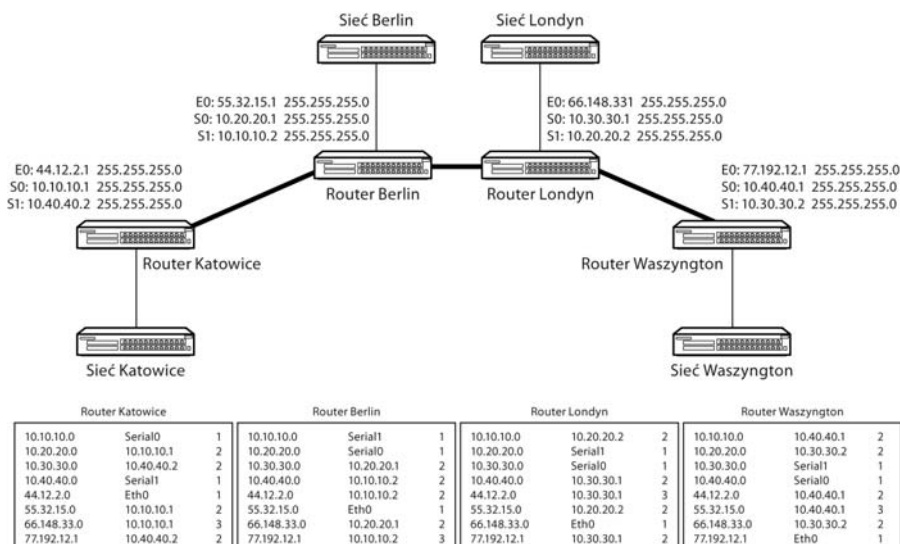 Sieć Berlin
Sieć Londyn
E0: 55.32.15.1 255.255.255.0
S0: 10.20.20.1 255.255.255.0
S1: 10.10.10.2 255.255.255.0
E0: 66.148.331 255.255.255.0
S0: 10.30.30.1 255.255.255.0
S1: 10.20.20.2 255.255.255.0
E0: 44.12.2.1 255.255.255.0
S0: 10.10.10.1 255.255.255.0
S1: 10.40.40.2 255.255.255.0
Router Berlin
Router Londyn
E0: 77.192.12.1 255.255.255.0
S0: 10.40.40.1 255.255.255.0
S1: 10.30.30.2 255.255.255.0
Router Katowice
Router Waszyngton
Sieć Katowice
Sieć Waszyngton
Router Katowice
10.10.10.0 Serial0 1
10.20.20.0 10.10.10.1 2
10.30.30.0 10.40.40.2 2
10.40.40.0 Serial1 1
44.12.2.0 Eth0 1
55.32.15.0 10.10.10.1 2
66.148.33.0 10.10.10.1 3
77.192.12.1 10.40.40.2 2
Router Berlin
10.10.10.0 Serial1 1
10.20.20.0 Serial0 1
10.30.30.0 10.20.20.1 2
10.40.40.0 10.10.10.2 2
44.12.2.0 10.10.10.2 2
55.32.15.0 Eth0 1
66.148.33.0 10.20.20.1 2
77.192.12.1 10.10.10.2 3
Router Londyn
10.10.10.0 10.20.20.2 2
10.20.20.0 Serial1 1
10.30.30.0 Serial0 1
10.40.40.0 10.30.30.1 2
44.12.2.0 10.30.30.1 3
55.32.15.0 10.20.20.2 2
66.148.33.0 Eth0 1
77.192.12.1 10.30.30.1 2
Router Waszyngton
10.10.10.0 10.40.40.1 2
10.20.20.0 10.30.30.2 2
10.30.30.0 Serial1 1
10.40.40.0 Serial0 1
44.12.2.0 10.40.40.1 2
55.32.15.0 10.40.40.1 3
66.148.33.0 10.30.30.2 2
77.192.12.1 Eth0 1